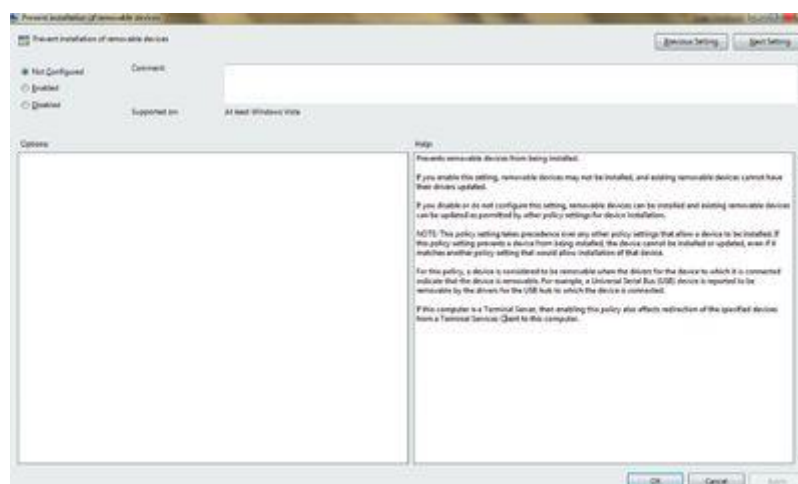 Prevent installation of removable devices
Prevent installation of removable devices
Previous Setting
Next Setting
Not Configured
Comment:
Enabled
Disabled
Supported on:
At least Windows Vista
Options:
Help:
Prevents removable devices from being installed.
If you enable this setting, removable devices may not be installed, and existing removable devices cannot have
their drivers updated.
If you disable or do not configure this setting, removable devices can be installed and existing removable devices
can be updated as permitted by other policy settings for device installation.
NOTE: This policy setting takes precedence over any other policy settings that allow a device to be installed. If
this policy setting prevents a device from being installed, the device cannot be installed or updated, even if it
matches another policy setting that would allow installation of that device.
For this policy, a device is considered to be removable when the drivers for the device to which it is connected
indicate that the device is removable. For example, a Universal Serial Bus (USB) device is reported to be
removable by the drivers for the USB hub to which the device is connected.
If this computer is a Terminal Server, then enabling this policy also affects redirection of the specified devices
from a Terminal Services Client to this computer.
OK
Cancel
Apply